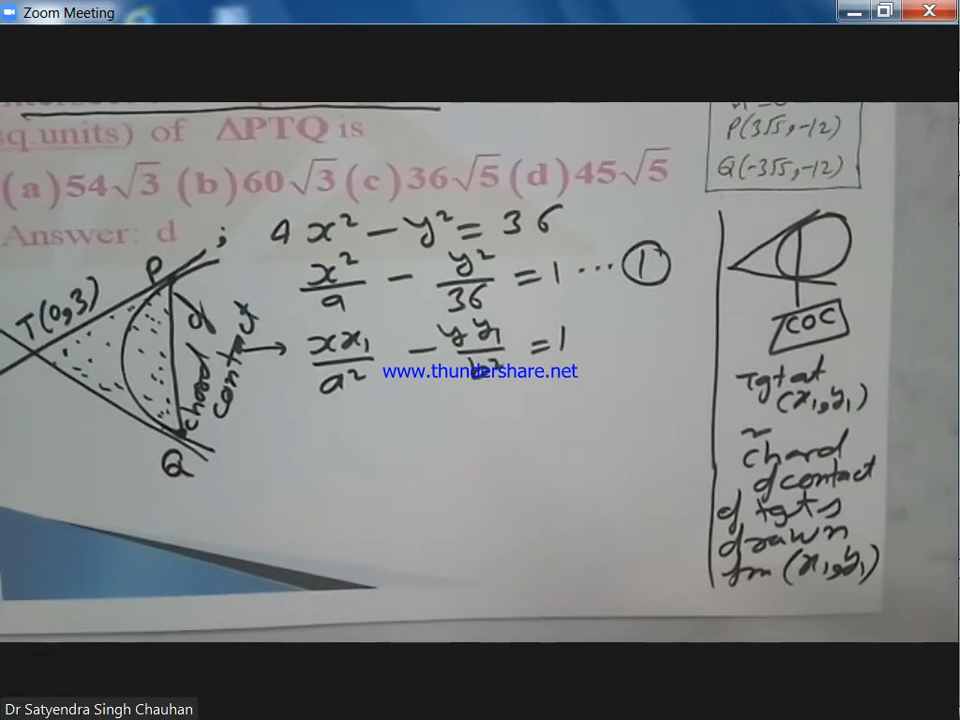 Zoom Meeting
sq.units) of ΔPTQ is
(a)54√3 (b)60√3(c)36√5(d)45√5
Answer: d
; 4x² - y² = 36
x²/9 - y²/36 = 1 ... ①
xx₁/a² - yy₁/b² = 1
www.thundershare.net
T(0,3)
P
Q
chord of
contact
P(3√5, -12)
Q(-3√5, -12)
COC
Tgt at
(x₁, y₁)
~
chord
of contact
of tgts
drawn
fm (x₁, y₁)
Dr Satyendra Singh Chauhan